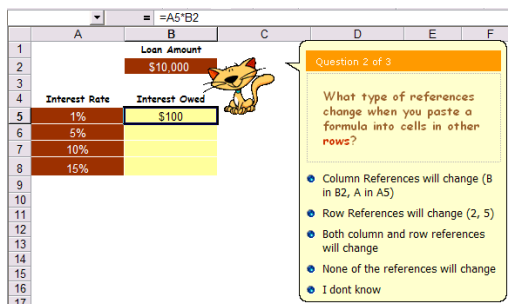 = =A5*B2
A B C D E F
1 Loan Amount
2 $10,000
3
4 Interest Rate Interest Owed
5 1% $100
6 5%
7 10%
8 15%
9
10
11
12
13
14
15
16
17
Question 2 of 3
What type of references
change when you paste a
formula into cells in other
rows?
Column References will change (B
in B2, A in A5)
Row References will change (2, 5)
Both column and row references
will change
None of the references will change
I dont know